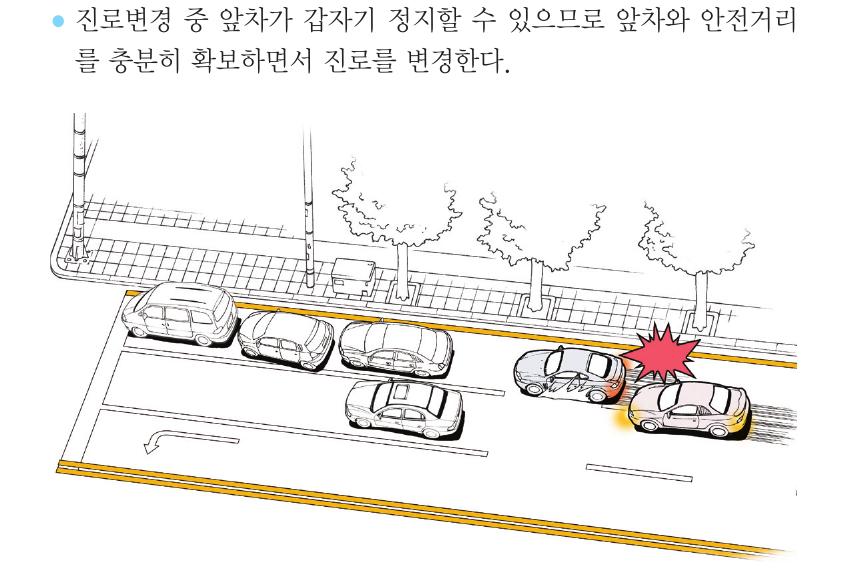 ● 진로변경 중 앞차가 갑자기 정지할 수 있으므로 앞차와 안전거리
를 충분히 확보하면서 진로를 변경한다.